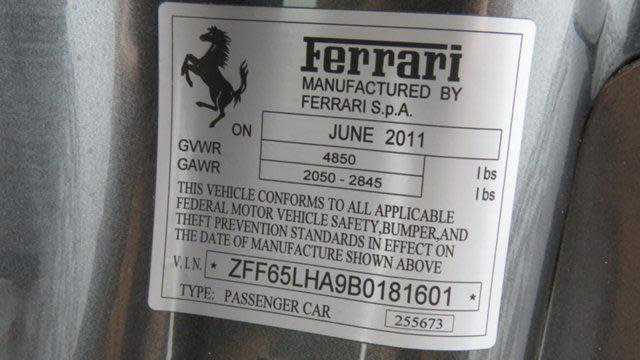 Ferrari
MANUFACTURED BY
FERRARI S.p.A.
ON JUNE 2011
GVWR 4850 lbs
GAWR 2050 - 2845 lbs
THIS VEHICLE CONFORMS TO ALL APPLICABLE
FEDERAL MOTOR VEHICLE SAFETY,BUMPER,AND
THEFT PREVENTION STANDARDS IN EFFECT ON
THE DATE OF MANUFACTURE SHOWN ABOVE
V.I.N. * ZFF65LHA9B0181601 *
TYPE: PASSENGER CAR 255673